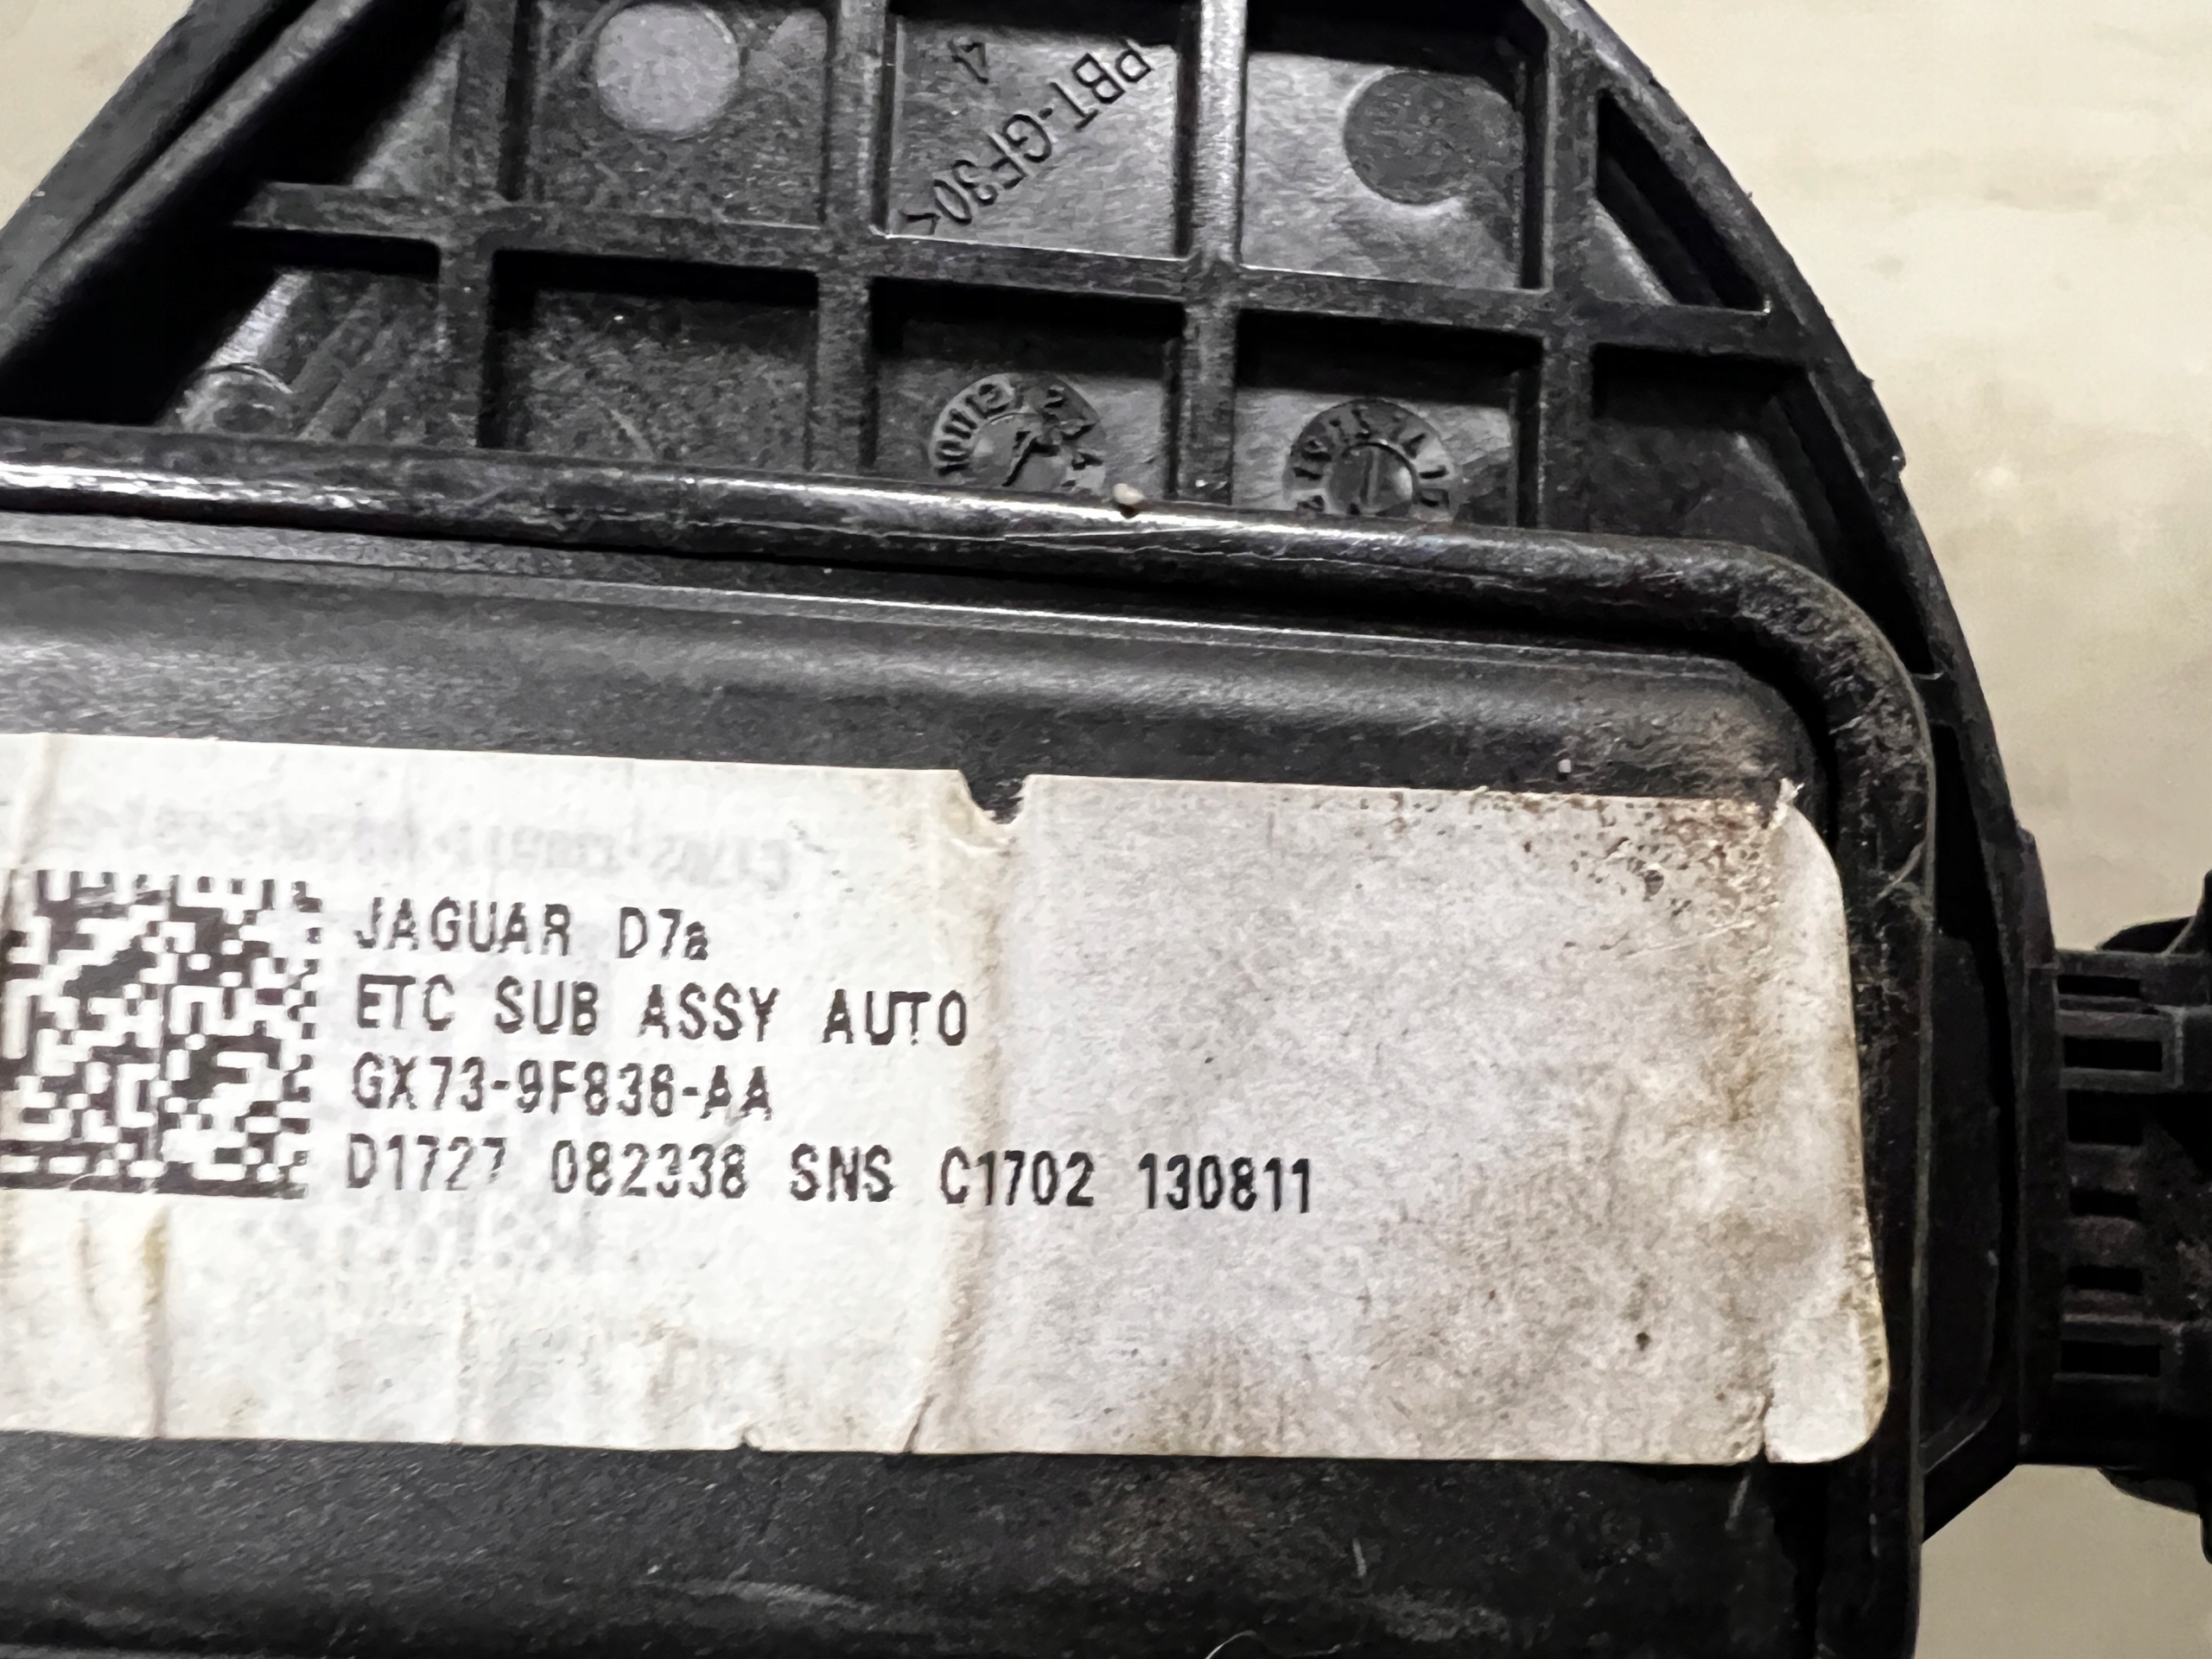 PBT-GF30<
JAGUAR D7a
ETC SUB ASSY AUTO
GX73-9F836-AA
D1727 082338 SNS C1702 130811